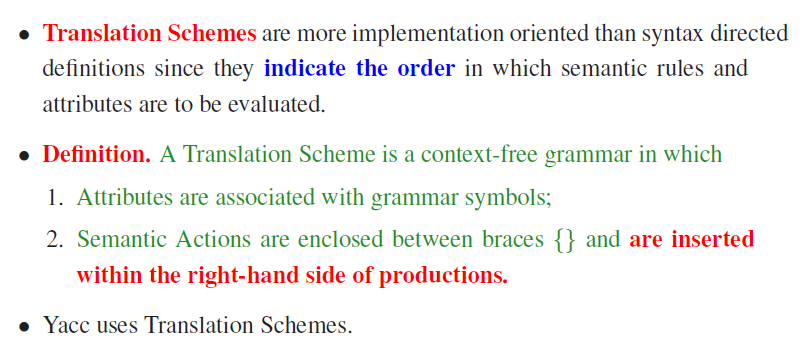 • Translation Schemes are more implementation oriented than syntax directed
definitions since they indicate the order in which semantic rules and
attributes are to be evaluated.
• Definition. A Translation Scheme is a context-free grammar in which
1. Attributes are associated with grammar symbols;
2. Semantic Actions are enclosed between braces {} and are inserted
within the right-hand side of productions.
• Yacc uses Translation Schemes.